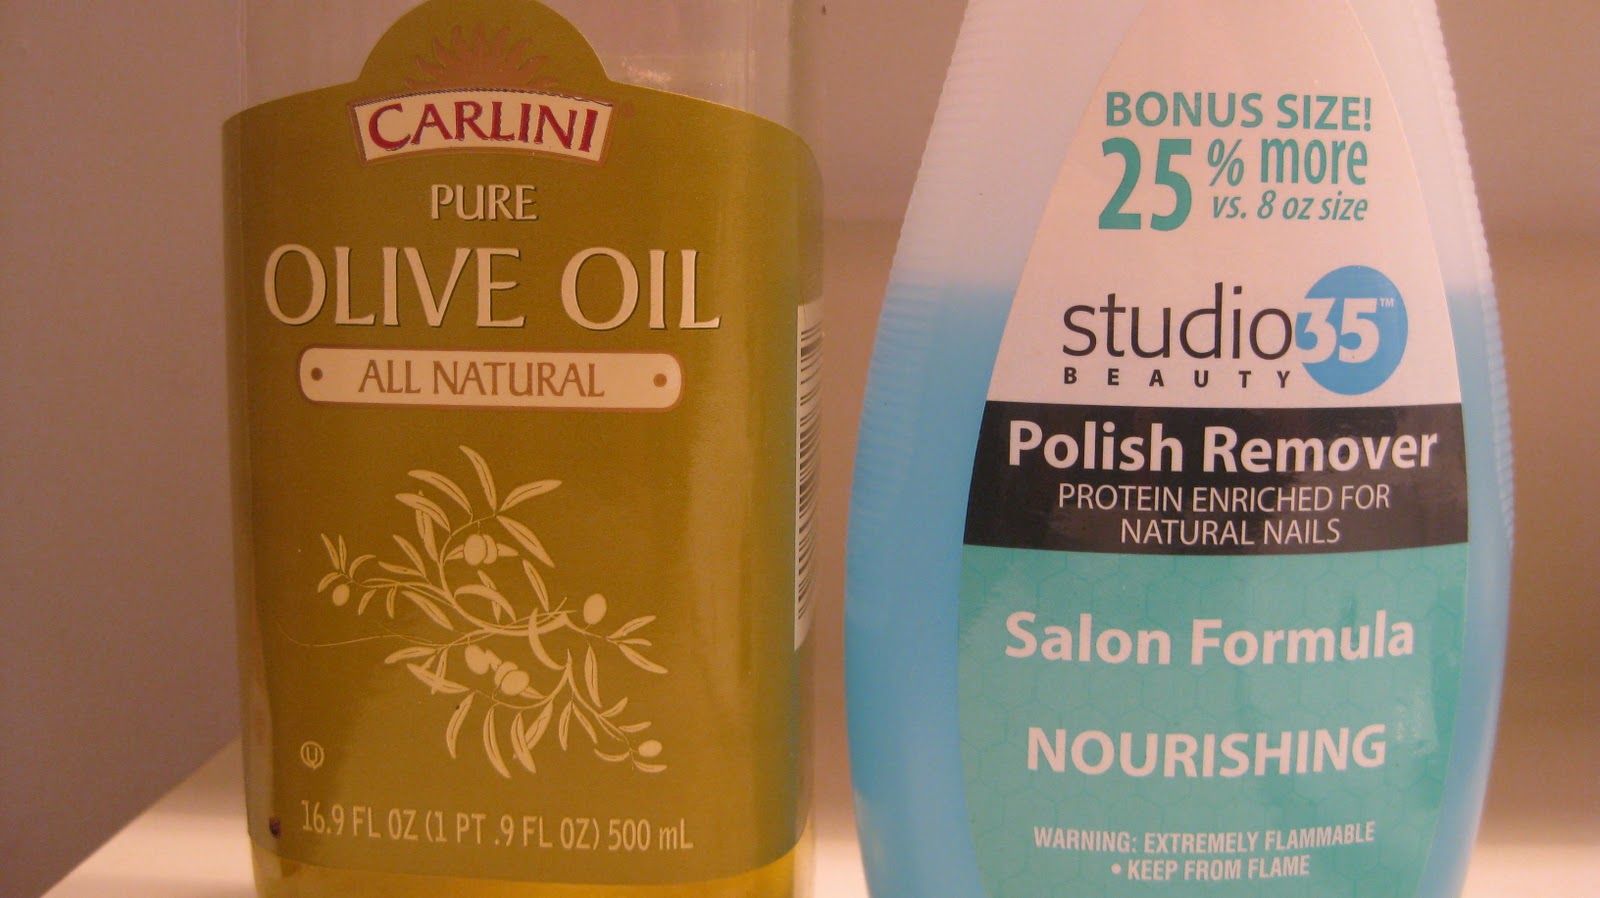 CARLINI
PURE
OLIVE OIL
ALL NATURAL
U
16.9 FL OZ (1 PT .9 FL OZ) 500 mL
BONUS SIZE!
25% more
vs. 8 oz size
studio35™
BEAUTY
Polish Remover
PROTEIN ENRICHED FOR
NATURAL NAILS
Salon Formula
NOURISHING
WARNING: EXTREMELY FLAMMABLE
• KEEP FROM FLAME